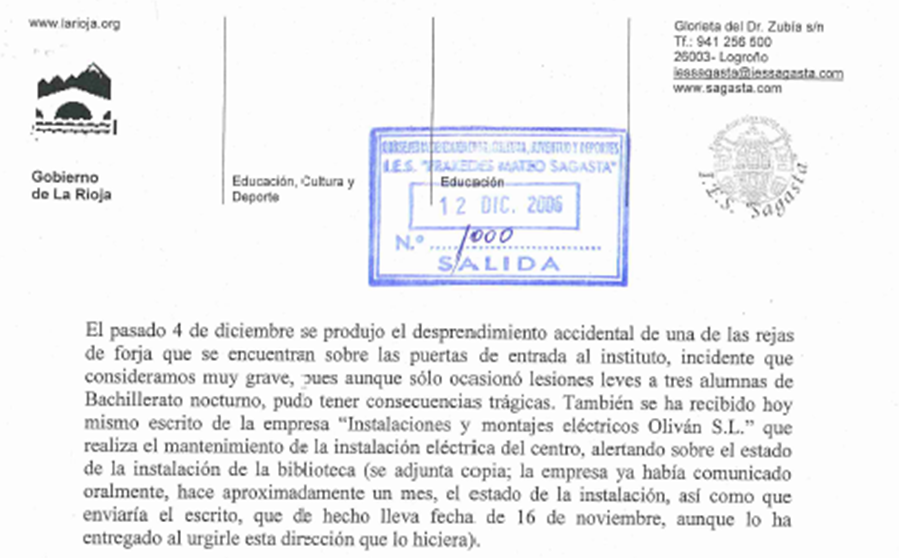 www.larioja.org
Gobierno
de La Rioja
Educación, Cultura y
Deporte
Educación
Glorieta del Dr. Zubía s/n
Tf.: 941 256 500
26003- Logroño
iessagasta@iessagasta.com
www.sagasta.com
I.E.S. Sagasta
CONSEJERIA DE EDUCACION, CULTURA, JUVENTUD Y DEPORTES
I.E.S. "PRAXEDES MATEO SAGASTA"
12 DIC. 2006
N.º 1000
SALIDA
El pasado 4 de diciembre se produjo el desprendimiento accidental de una de las rejas
de forja que se encuentran sobre las puertas de entrada al instituto, incidente que
consideramos muy grave, pues aunque sólo ocasionó lesiones leves a tres alumnas de
Bachillerato nocturno, pudo tener consecuencias trágicas. También se ha recibido hoy
mismo escrito de la empresa “Instalaciones y montajes eléctricos Oliván S.L.” que
realiza el mantenimiento de la instalación eléctrica del centro, alertando sobre el estado
de la instalación de la biblioteca (se adjunta copia; la empresa ya había comunicado
oralmente, hace aproximadamente un mes, el estado de la instalación, así como que
enviaría el escrito, que de hecho lleva fecha de 16 de noviembre, aunque lo ha
entregado al urgirle esta dirección que lo hiciera).